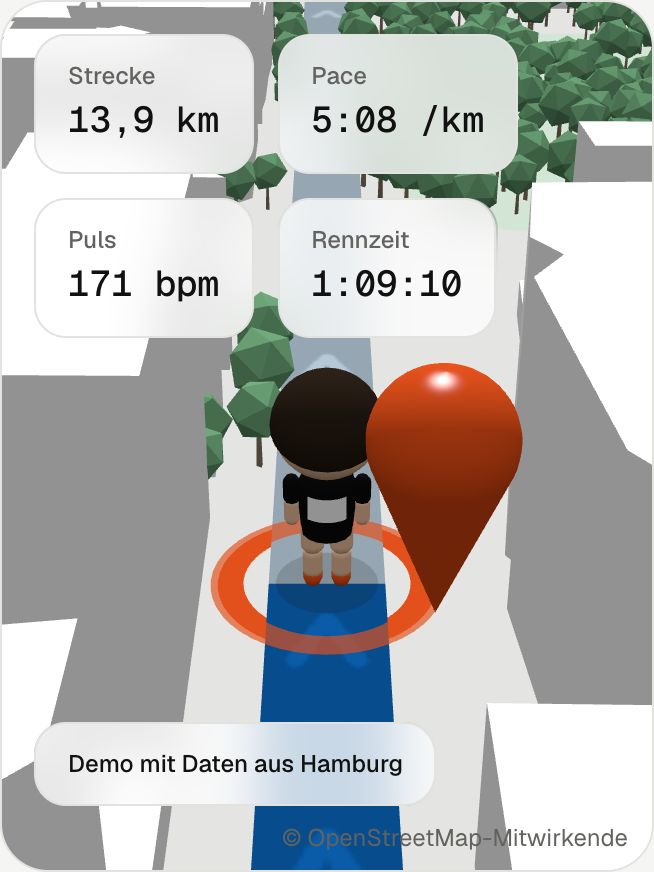 Strecke
13,9 km
Pace
5:08 /km
Puls
171 bpm
Rennzeit
1:09:10
Demo mit Daten aus Hamburg
© OpenStreetMap-Mitwirkende